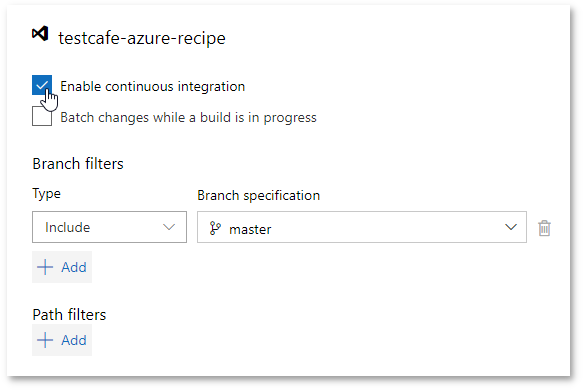 testcafe-azure-recipe
Enable continuous integration
Batch changes while a build is in progress
Branch filters
Type Branch specification
Include master
Add
Path filters
Add